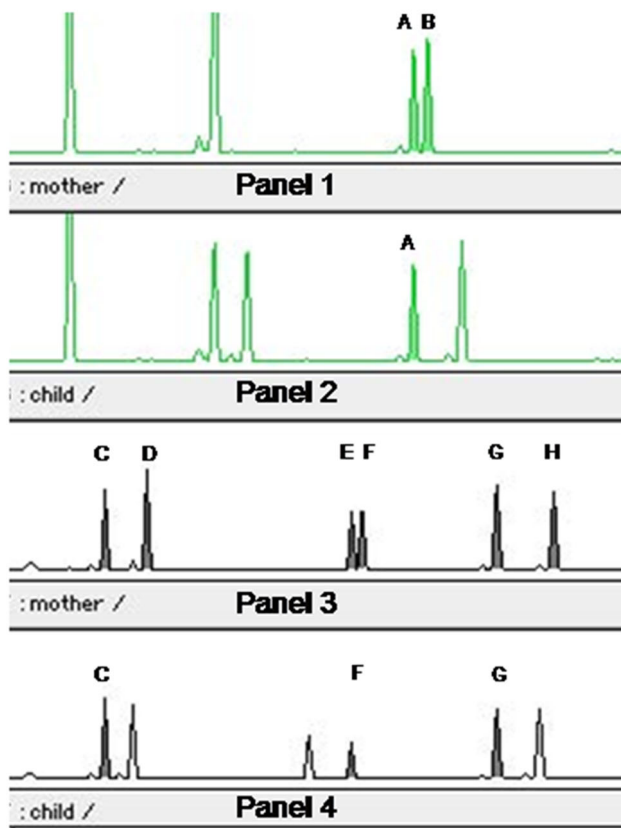 A B
: mother / Panel 1
A
: child / Panel 2
C D E F G H
: mother / Panel 3
C F G
: child / Panel 4